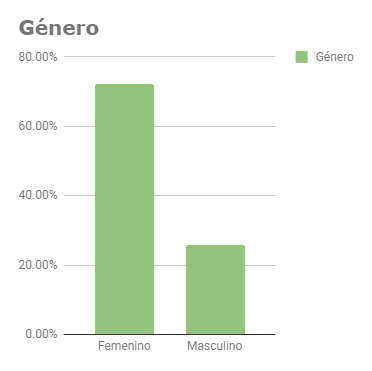 Género
80.00%
Género
60.00%
40.00%
20.00%
0.00%
Femenino
Masculino